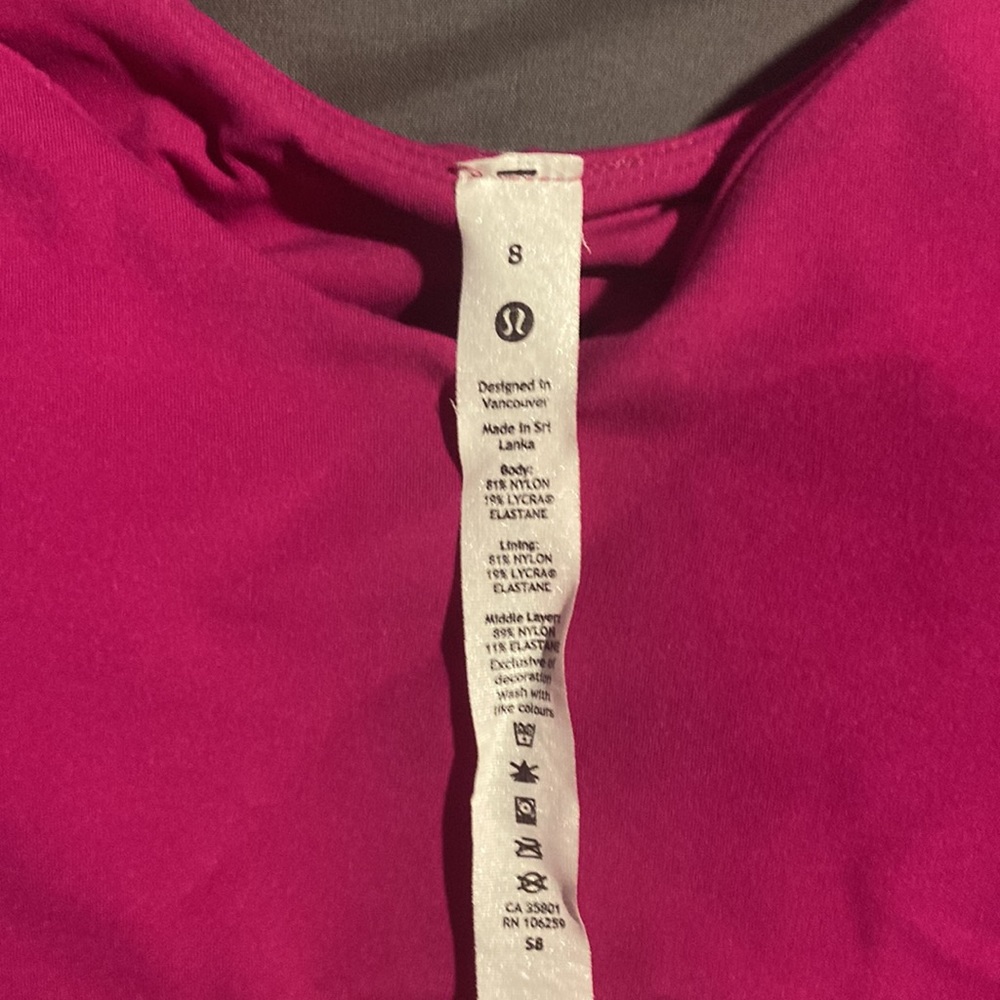 8
Designed in
Vancouver
Made in Sri
Lanka
Body:
81% NYLON
19% LYCRA®
ELASTANE
Lining:
81% NYLON
19% LYCRA®
ELASTANE
Middle Layer:
89% NYLON
11% ELASTANE
Exclusive of
decoration
Wash with
like colours
CA 35801
RN 106259
S8